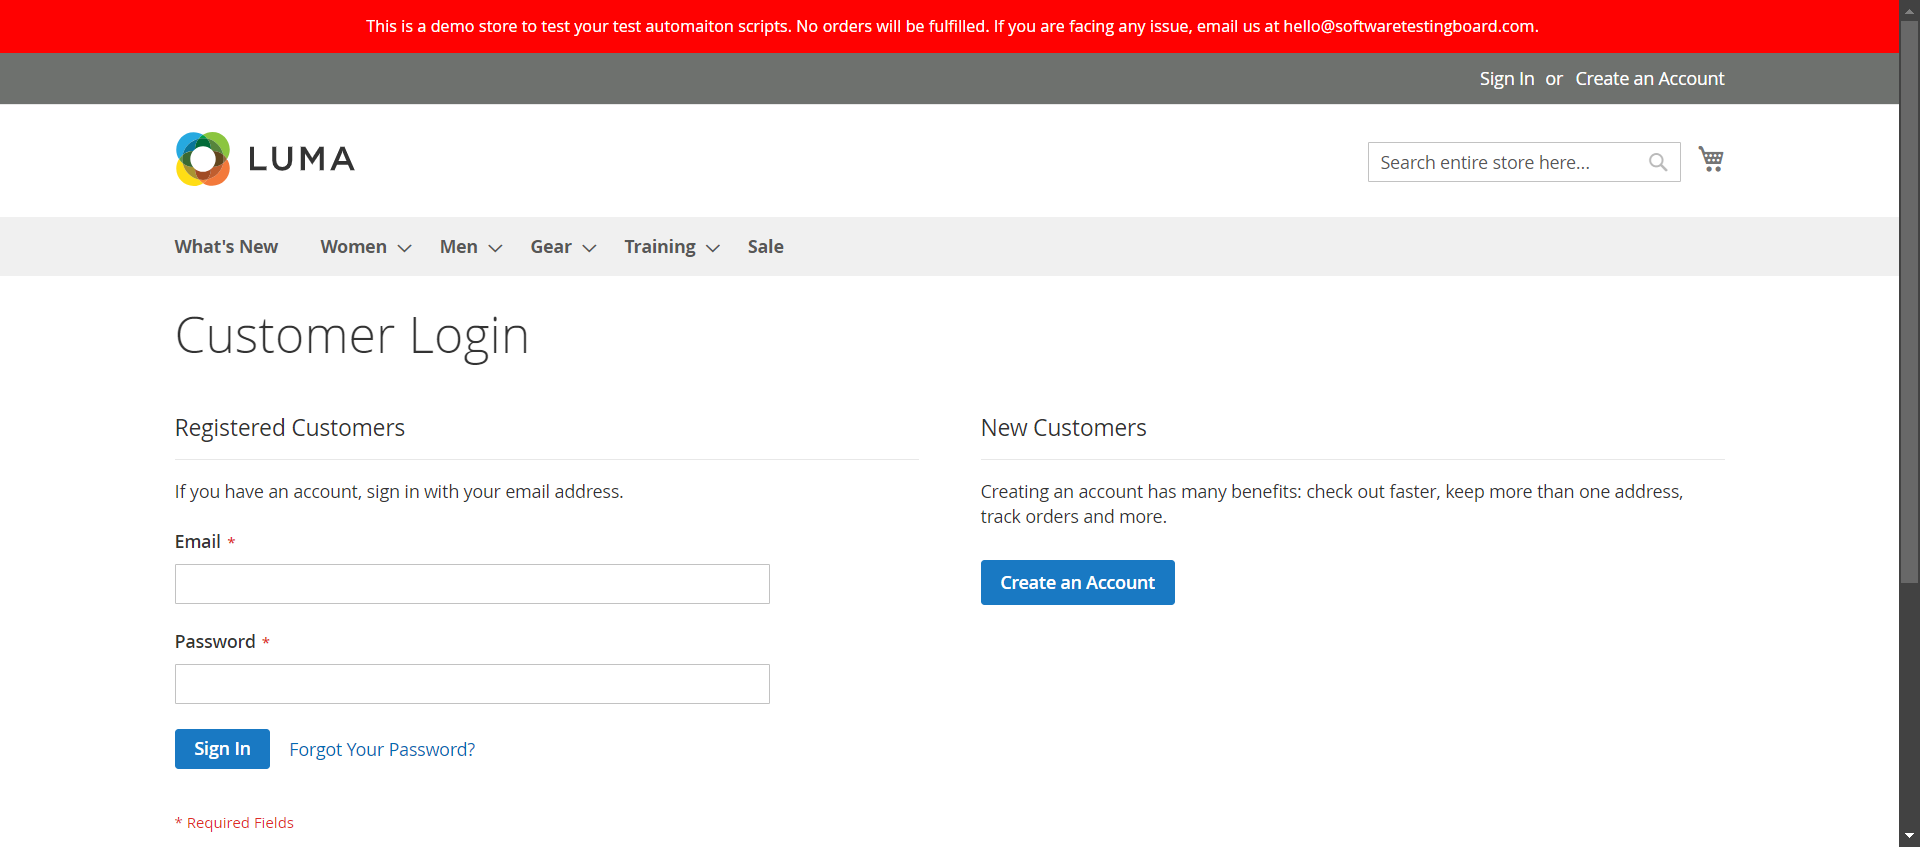 This is a demo store to test your test automaiton scripts. No orders will be fulfilled. If you are facing any issue, email us at hello@softwaretestingboard.com.
Sign In or Create an Account
LUMA
Search entire store here...
What's New Women Men Gear Training Sale
Customer Login
Registered Customers
If you have an account, sign in with your email address.
Email *
Password *
Sign In Forgot Your Password?
* Required Fields
New Customers
Creating an account has many benefits: check out faster, keep more than one address,
track orders and more.
Create an Account